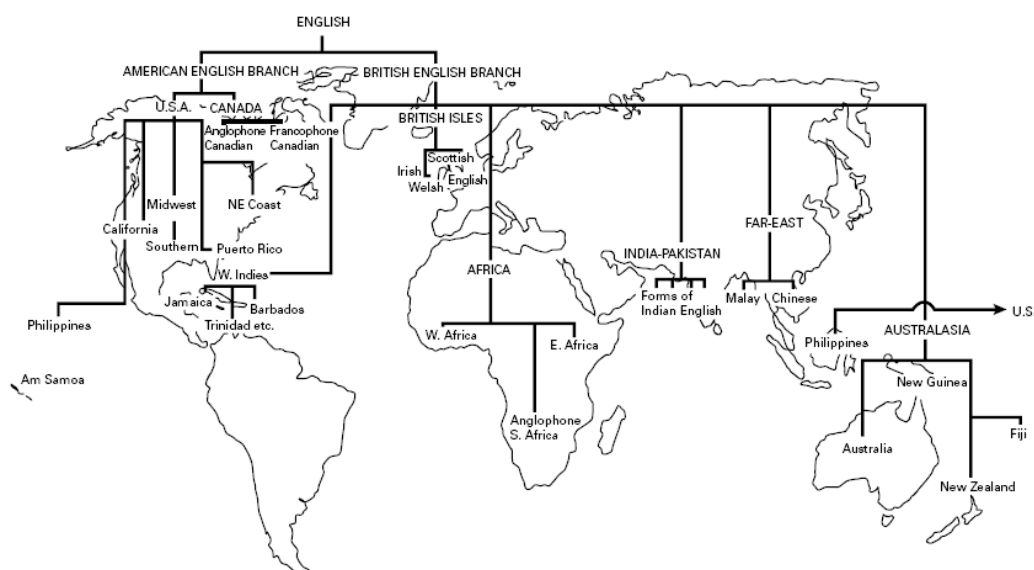 ENGLISH
AMERICAN ENGLISH BRANCH
BRITISH ENGLISH BRANCH
U.S.A.
CANADA
BRITISH ISLES
Anglophone
Canadian
Francophone
Canadian
Scottish
Irish
Welsh
English
Midwest
NE Coast
California
Southern
Puerto Rico
W. Indies
Jamaica
Barbados
Trinidad etc.
Philippines
Am Samoa
AFRICA
W. Africa
E. Africa
Anglophone
S. Africa
INDIA-PAKISTAN
Forms of
Indian English
FAR-EAST
Malay
Chinese
Philippines
U.S.
AUSTRALASIA
New Guinea
Australia
Fiji
New Zealand